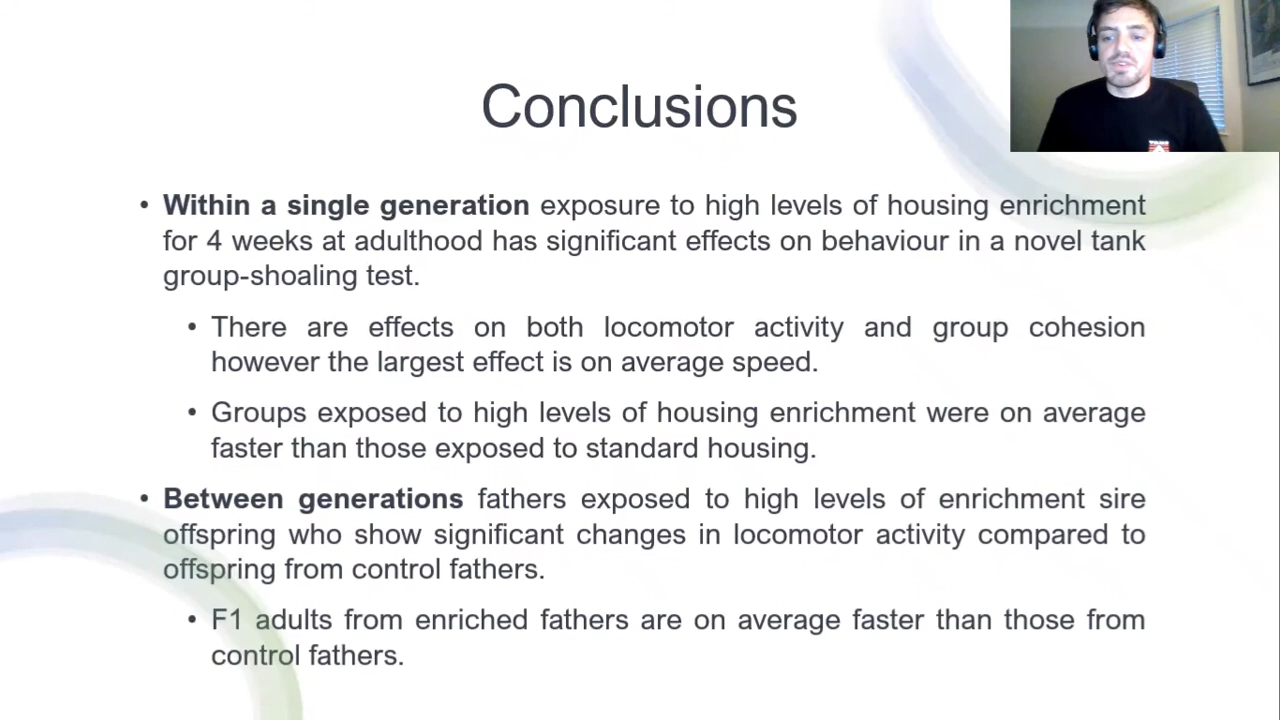 Conclusions
• Within a single generation exposure to high levels of housing enrichment
for 4 weeks at adulthood has significant effects on behaviour in a novel tank
group-shoaling test.
• There are effects on both locomotor activity and group cohesion
however the largest effect is on average speed.
• Groups exposed to high levels of housing enrichment were on average
faster than those exposed to standard housing.
• Between generations fathers exposed to high levels of enrichment sire
offspring who show significant changes in locomotor activity compared to
offspring from control fathers.
• F1 adults from enriched fathers are on average faster than those from
control fathers.